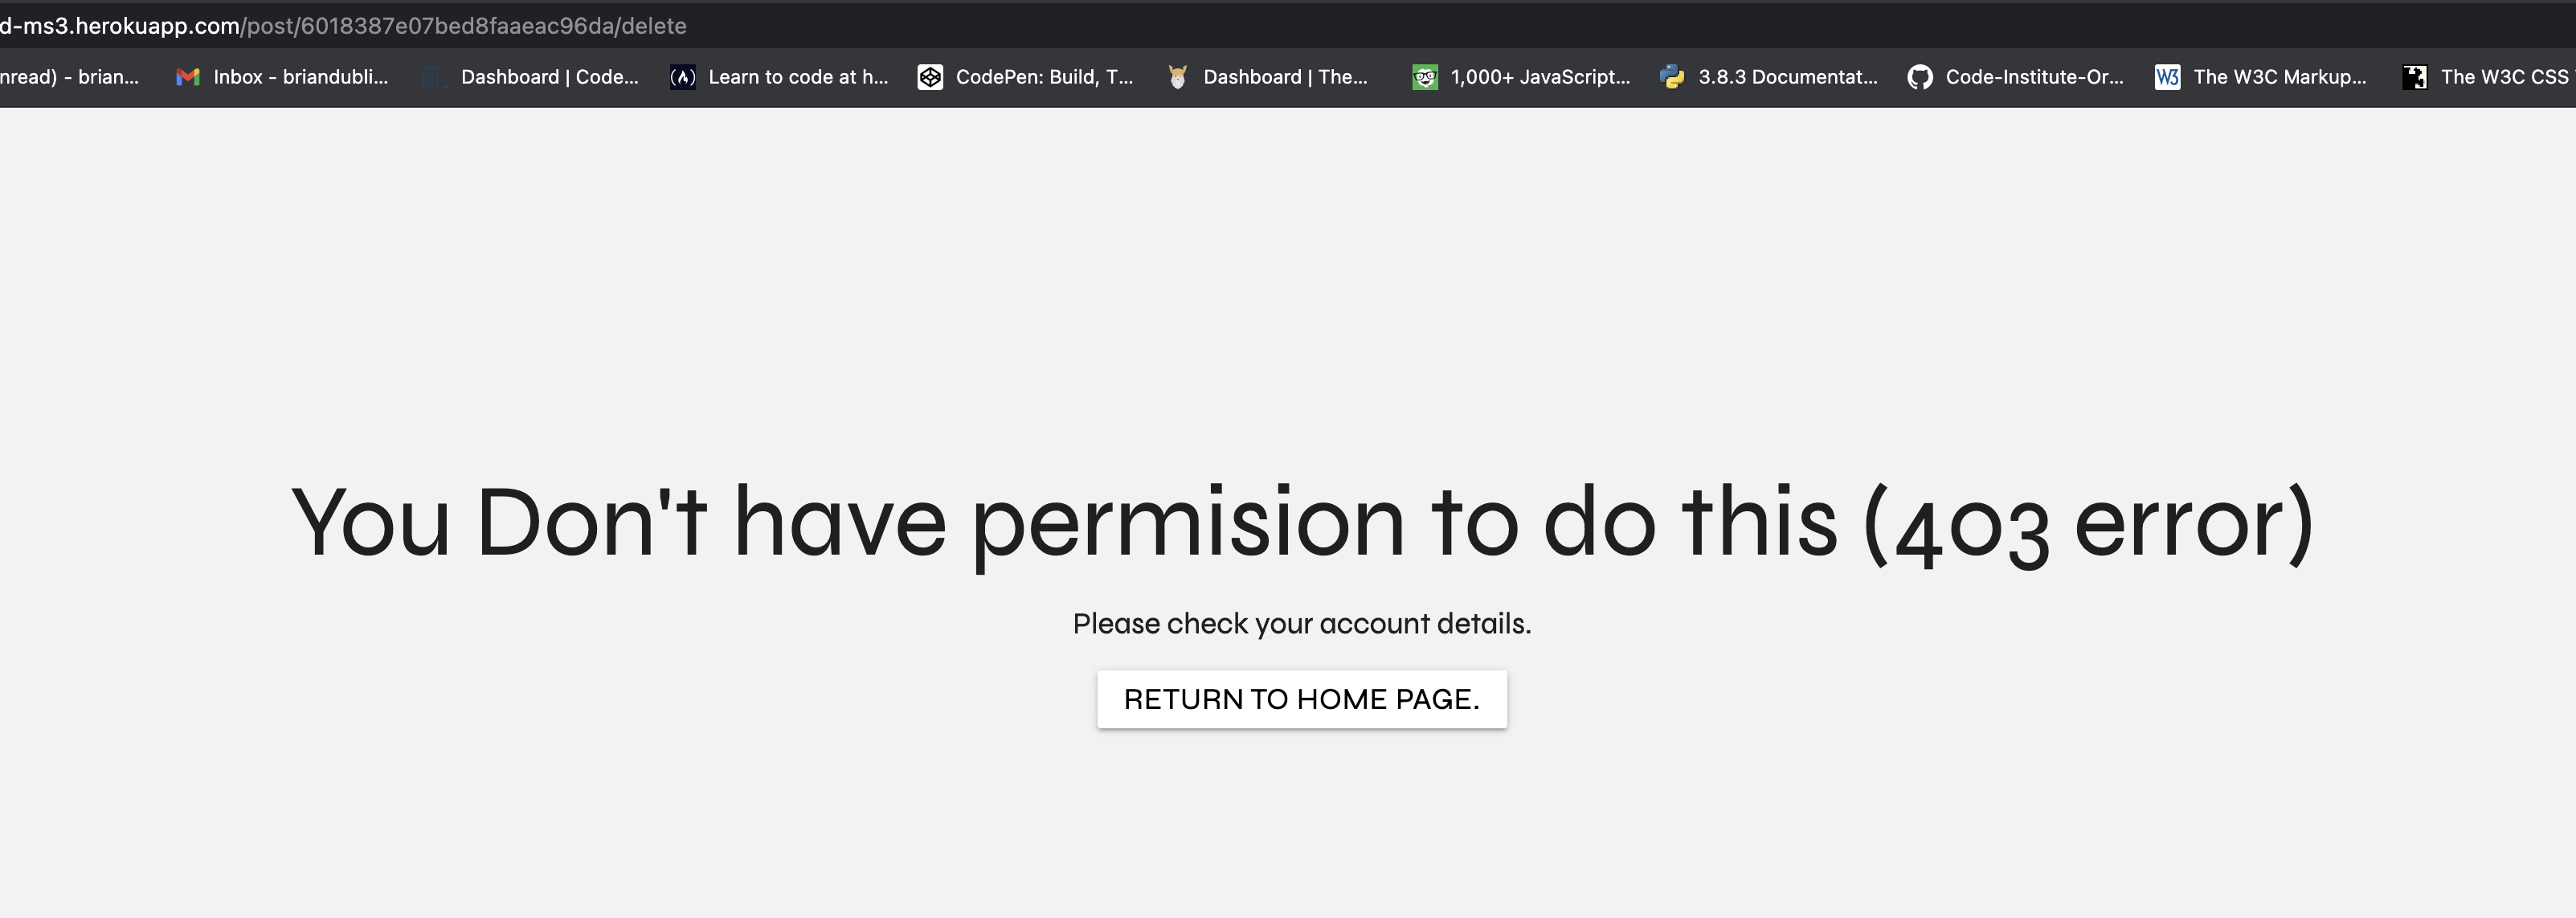 d-ms3.herokuapp.com/post/6018387e07bed8faaeac96da/delete
nread) - brian... Inbox - briandubli... Dashboard | Code... Learn to code at h... CodePen: Build, T... Dashboard | The... 1,000+ JavaScript... 3.8.3 Documentat... Code-Institute-Or... W3 The W3C Markup... The W3C CSS
You Don't have permision to do this (403 error)
Please check your account details.
RETURN TO HOME PAGE.